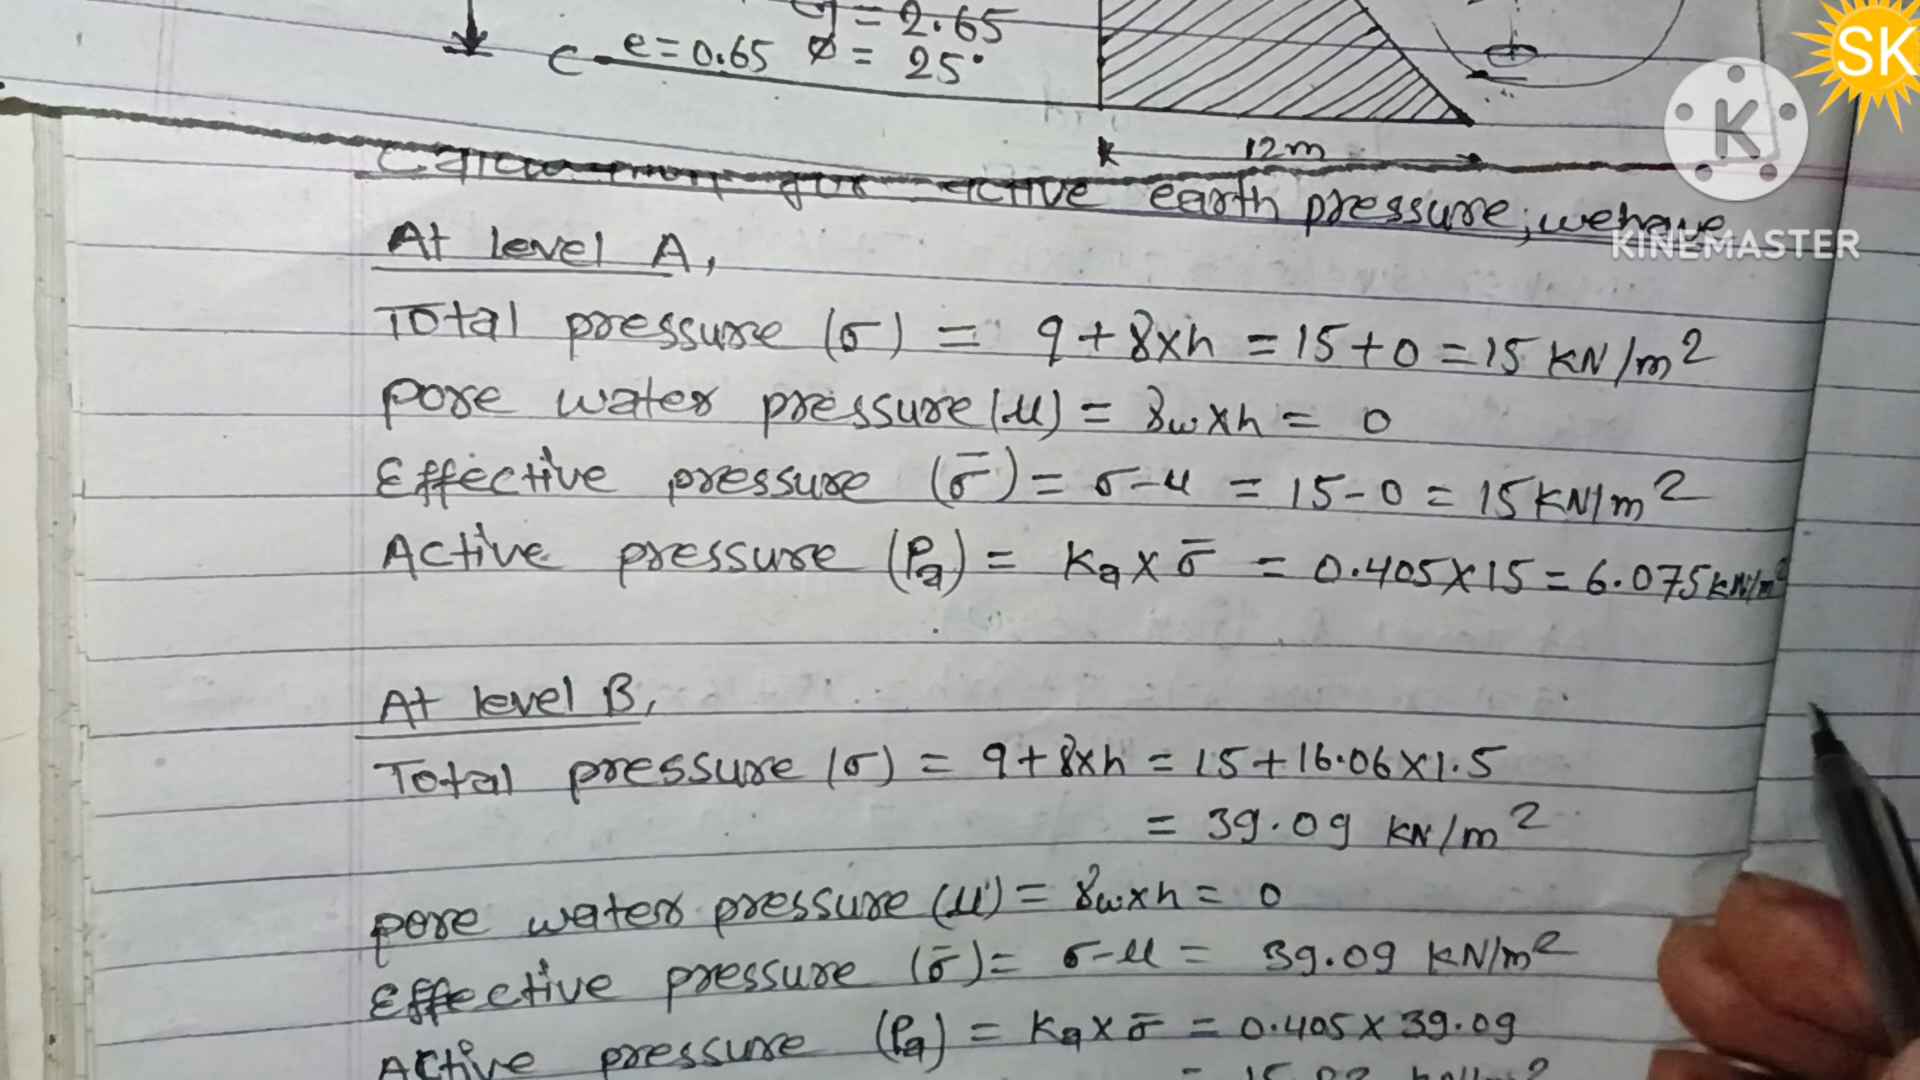 G = 2.65
C e = 0.65 ϕ = 25°
12m
SK
K
KINEMASTER
Calculation for active earth pressure; we have
At level A,
Total pressure (σ) = q + γ×h = 15 + 0 = 15 KN/m²
pore water pressure (u) = γw×h = 0
Effective pressure (σ̄) = σ-u = 15-0 = 15 KN/m²
Active pressure (Pa) = Ka × σ̄ = 0.405×15 = 6.075 KN/m²
At level B,
Total pressure (σ) = q + γ×h = 15 + 16.06×1.5
= 39.09 KN/m²
pore water pressure (u) = γw×h = 0
Effective pressure (σ̄) = σ-u = 39.09 KN/m²
Active pressure (Pa) = Ka × σ̄ = 0.405 × 39.09